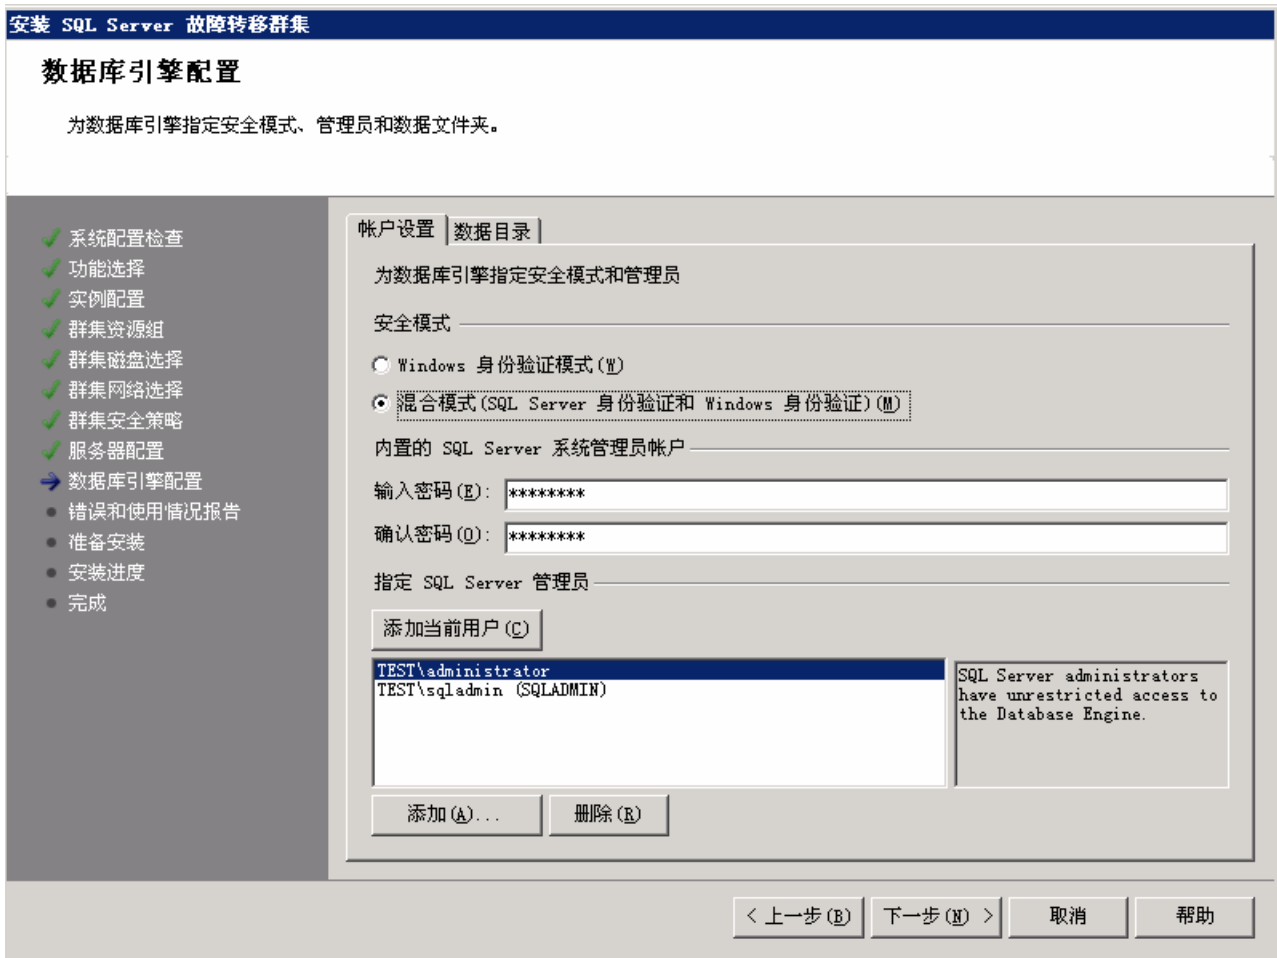 安装 SQL Server 故障转移群集
数据库引擎配置
为数据库引擎指定安全模式、管理员和数据文件夹。
系统配置检查
功能选择
实例配置
群集资源组
群集磁盘选择
群集网络选择
群集安全策略
服务器配置
数据库引擎配置
错误和使用情况报告
准备安装
安装进度
完成
帐户设置 数据目录
为数据库引擎指定安全模式和管理员
安全模式
Windows 身份验证模式(W)
混合模式(SQL Server 身份验证和 Windows 身份验证)(M)
内置的 SQL Server 系统管理员帐户
输入密码(E): ********
确认密码(O): ********
指定 SQL Server 管理员
添加当前用户(C)
TEST\administrator
TEST\sqladmin (SQLADMIN)
SQL Server administrators
have unrestricted access to
the Database Engine.
添加(A)... 删除(R)
< 上一步(B) 下一步(N) > 取消 帮助